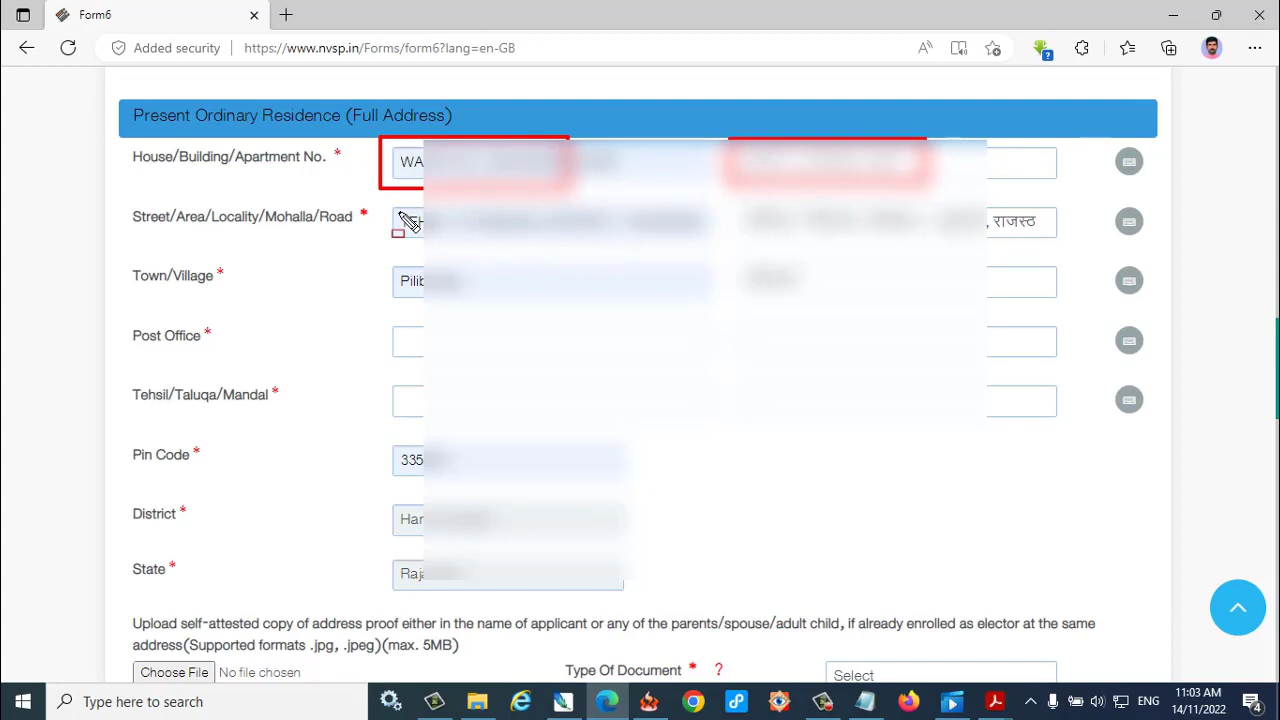 Form6
Added security
https://www.nvsp.in/Forms/form6?lang=en-GB
Present Ordinary Residence (Full Address)
House/Building/Apartment No. *
WA
Street/Area/Locality/Mohalla/Road *
, राजस्थ
Town/Village *
Pilib
Post Office *
Tehsil/Taluqa/Mandal *
Pin Code *
335
District *
Han
State *
Raj
Upload self-attested copy of address proof either in the name of applicant or any of the parents/spouse/adult child, if already enrolled as elector at the same
address(Supported formats .jpg, .jpeg)(max. 5MB)
Choose File No file chosen
Type Of Document * ?
Select
Type here to search
ENG
11:03 AM
14/11/2022
4